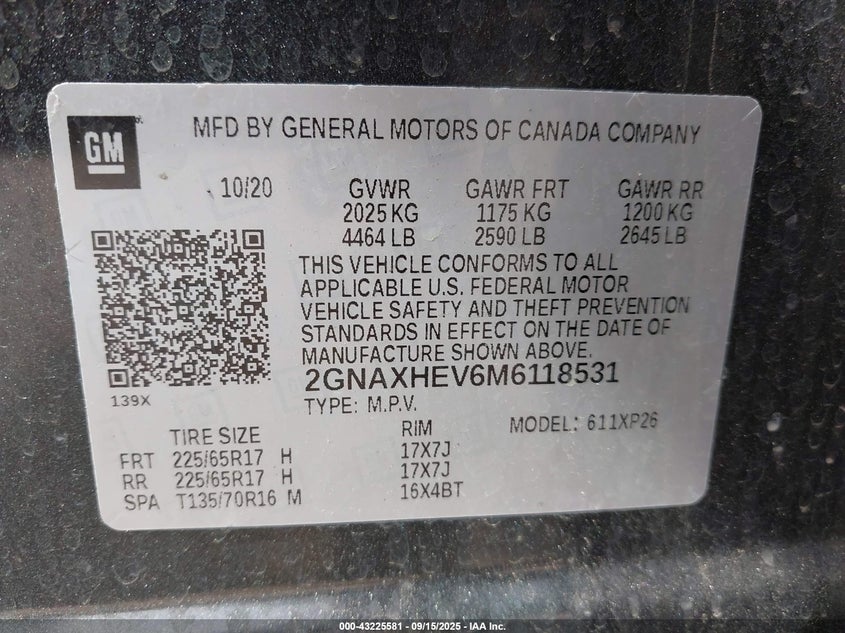 GM
MFD BY GENERAL MOTORS OF CANADA COMPANY
10/20 GVWR GAWR FRT GAWR RR
2025 KG 1175 KG 1200 KG
4464 LB 2590 LB 2645 LB
THIS VEHICLE CONFORMS TO ALL
APPLICABLE U.S. FEDERAL MOTOR
VEHICLE SAFETY AND THEFT PREVENTION
STANDARDS IN EFFECT ON THE DATE OF
MANUFACTURE SHOWN ABOVE.
2GNAXHEV6M6118531
139X
TYPE: M.P.V. MODEL: 611XP26
TIRE SIZE RIM
FRT 225/65R17 H 17X7J
RR 225/65R17 H 17X7J
SPA T135/70R16 M 16X4BT
000-43225581 - 09/15/2025 - IAA Inc.